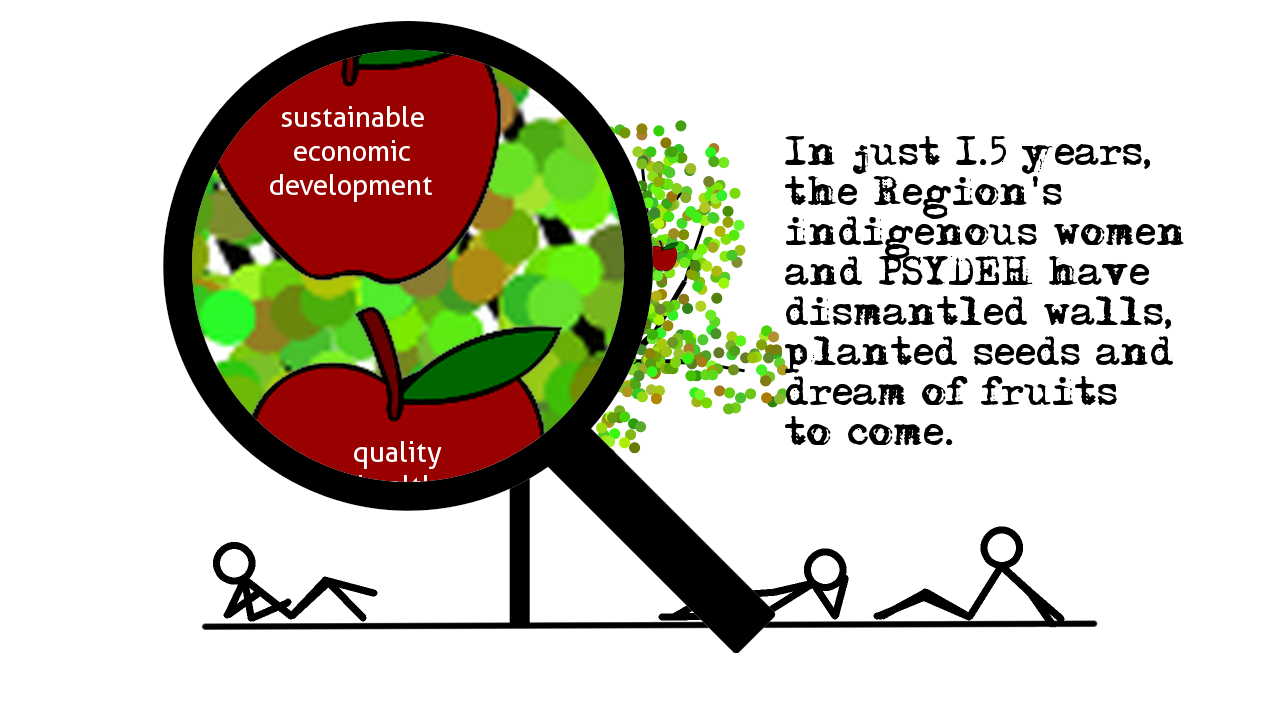 sustainable
economic
development
quality
In just 1.5 years,
the Region's
indigenous women
and PSYDEH have
dismantled walls,
planted seeds and
dream of fruits
to come.